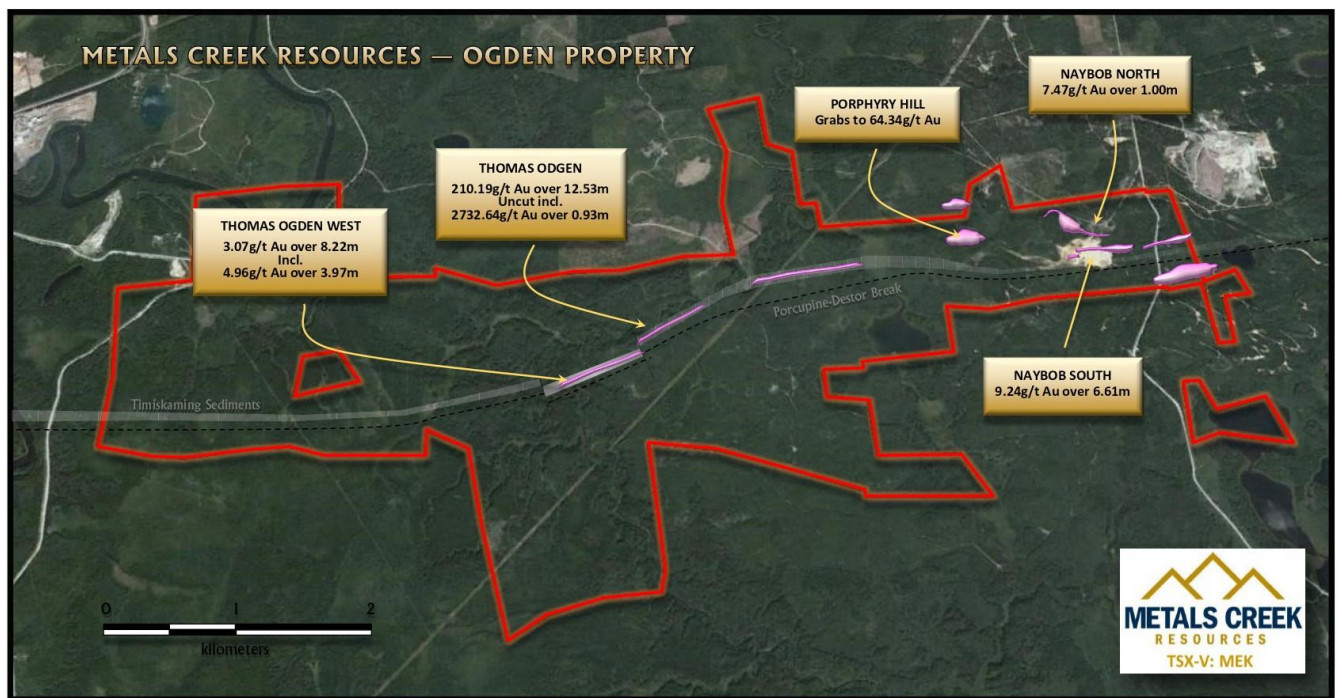 METALS CREEK RESOURCES — OGDEN PROPERTY
NAYBOB NORTH
7.47g/t Au over 1.00m
PORPHYRY HILL
Grabs to 64.34g/t Au
THOMAS ODGEN
210.19g/t Au over 12.53m
Uncut incl.
2732.64g/t Au over 0.93m
THOMAS OGDEN WEST
3.07g/t Au over 8.22m
Incl.
4.96g/t Au over 3.97m
Porcupine-Destor Break
NAYBOB SOUTH
9.24g/t Au over 6.61m
Timiskaming Sediments
0 1 2
kilometers
METALS CREEK
RESOURCES
TSX-V: MEK